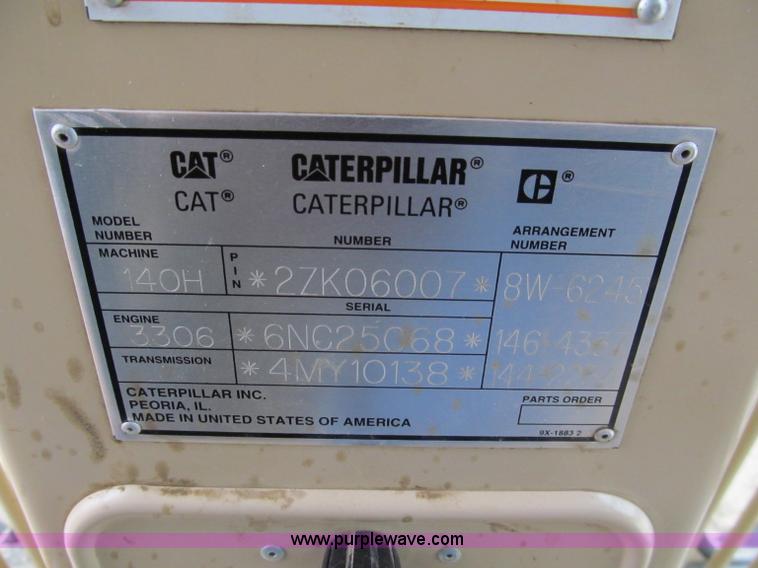 CAT® CATERPILLAR® C®
CAT® CATERPILLAR®
MODEL NUMBER NUMBER ARRANGEMENT NUMBER
MACHINE 140H PIN *2ZK06007* 8W-6245
SERIAL
ENGINE 3306 *6NC25068* 146-
TRANSMISSION *4MY10138*
CATERPILLAR INC.
PEORIA, IL.
MADE IN UNITED STATES OF AMERICA
PARTS ORDER
9X-1883 2
www.purplewave.com